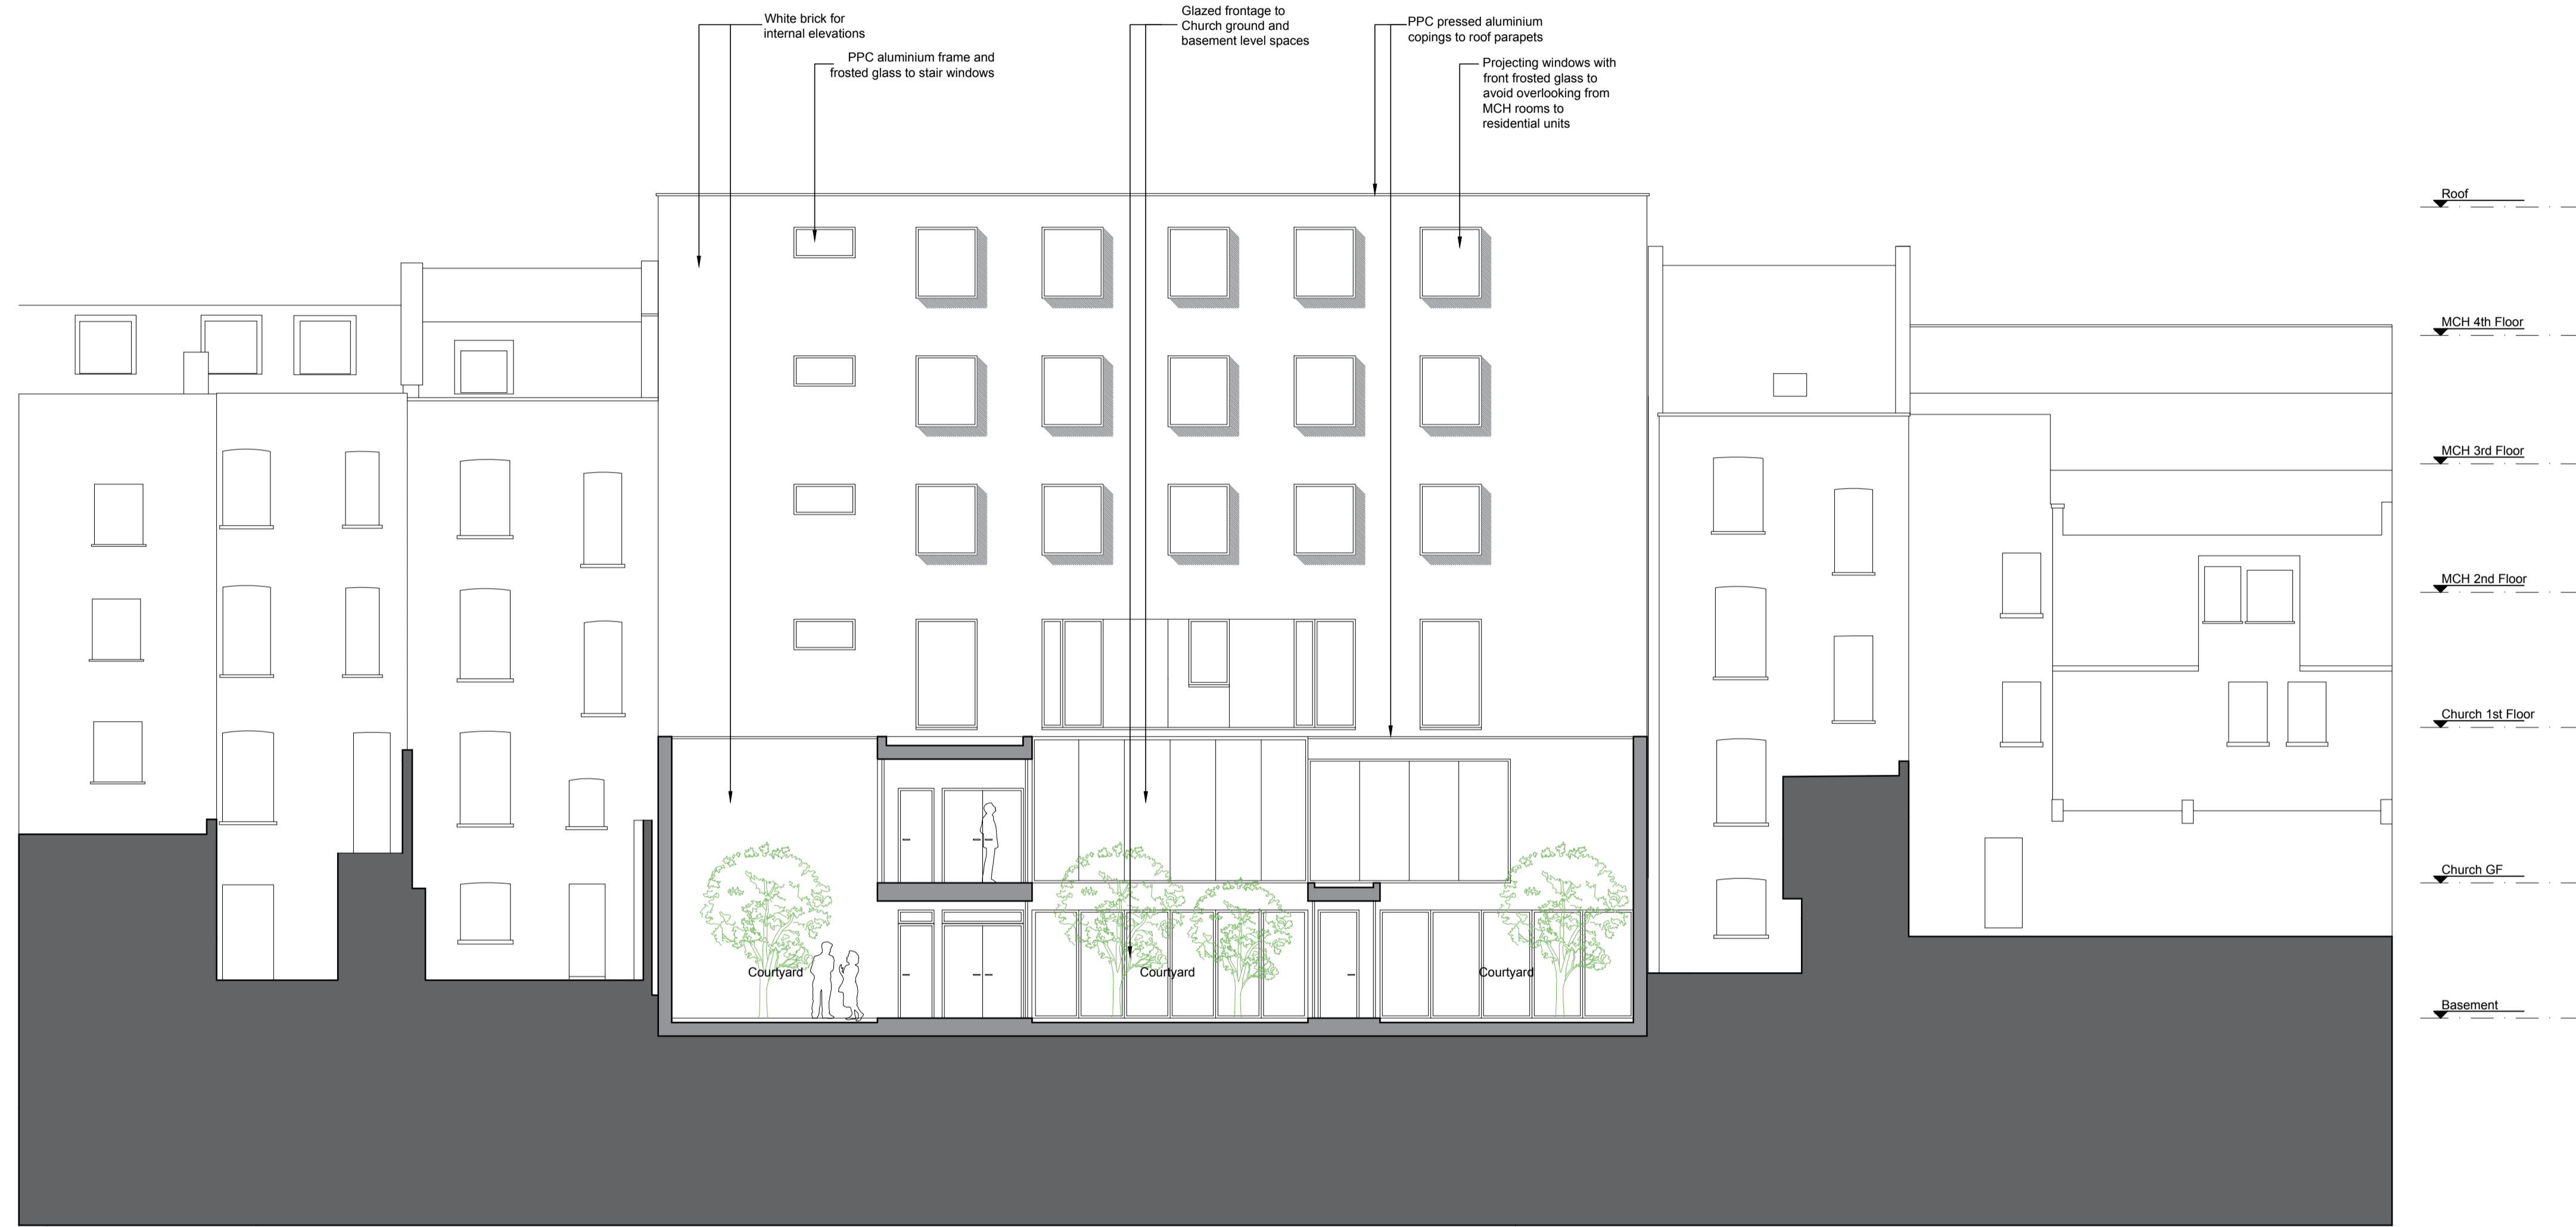 White brick for
internal elevations
PPC aluminium frame and
frosted glass to stair windows
Glazed frontage to
Church ground and
basement level spaces
PPC pressed aluminium
copings to roof parapets
Projecting windows with
front frosted glass to
avoid overlooking from
MCH rooms to
residential units
Roof
MCH 4th Floor
MCH 3rd Floor
MCH 2nd Floor
Church 1st Floor
Church GF
Courtyard
Courtyard
Courtyard
Basement